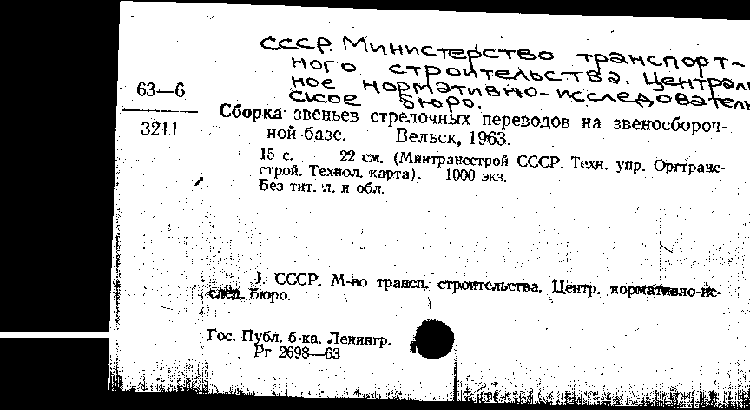 СССР. Министерство транспорт-
ного строительства. Централь
ное нормативно-исследователь
ское бюро.
63—6
3211
Сборка звеньев стрелочных переводов на звеносбороч-
ной базе. Вельск, 1963.
15 с. 22 см. (Минтрансстрой СССР. Техн. упр. Оргтранс-
строй. Технол. карта). 1000 экз.
Без тит. л. и обл.
I. СССР. М-во трансп. строительства. Центр. нормативно-ис-
след. бюро.
Гос. Публ. б-ка. Ленингр.
Рг 2698—63